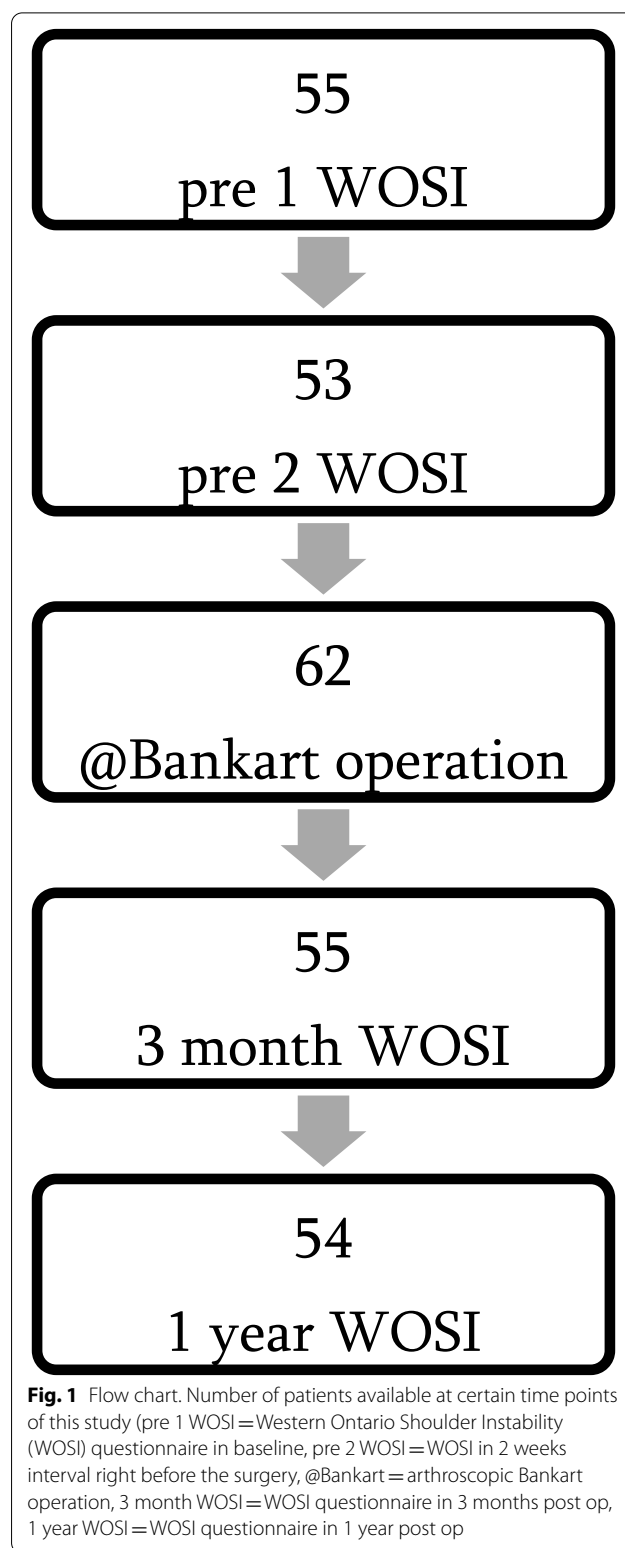 55
pre 1 WOSI
53
pre 2 WOSI
62
@Bankart operation
55
3 month WOSI
54
1 year WOSI
Fig. 1 Flow chart. Number of patients available at certain time points
of this study (pre 1 WOSI = Western Ontario Shoulder Instability
(WOSI) questionnaire in baseline, pre 2 WOSI = WOSI in 2 weeks
interval right before the surgery, @Bankart = arthroscopic Bankart
operation, 3 month WOSI = WOSI questionnaire in 3 months post op,
1 year WOSI = WOSI questionnaire in 1 year post op